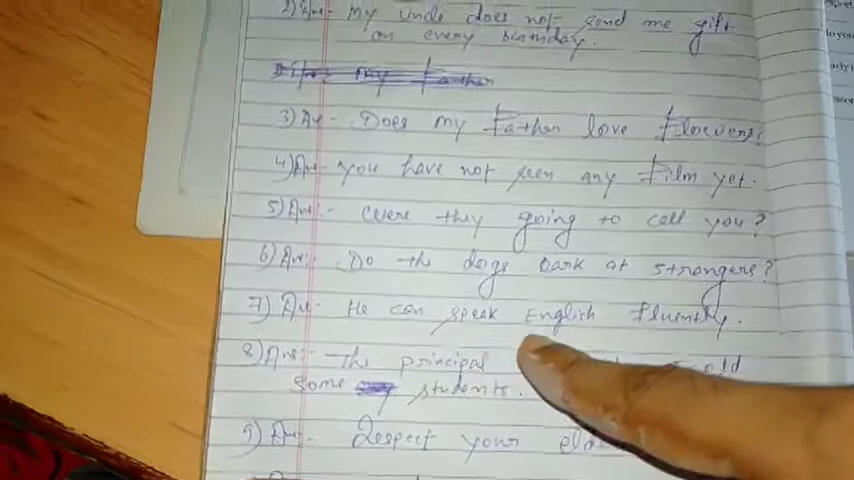 2) Ans:- My uncle does not send me gift
on every birthday.
Ans:- My Father
3) Ans- Does my Father love Flowers?
4) Ans- You have not seen any Film yet.
5) Ans:- Were they going to call you?
6) Ans:- Do the dogs bark at strangers?
7) Ans- He can speak English Fluently.
8) Ans:- The principal
some students.
9) Ans:- Respect your